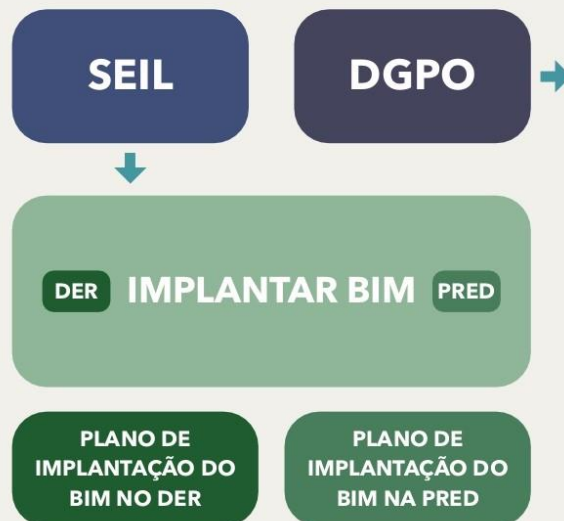 SEIL
DGPO
DER
IMPLANTAR BIM
PRED
PLANO DE
IMPLANTAÇÃO DO
BIM NO DER
PLANO DE
IMPLANTAÇÃO DO
BIM NA PRED